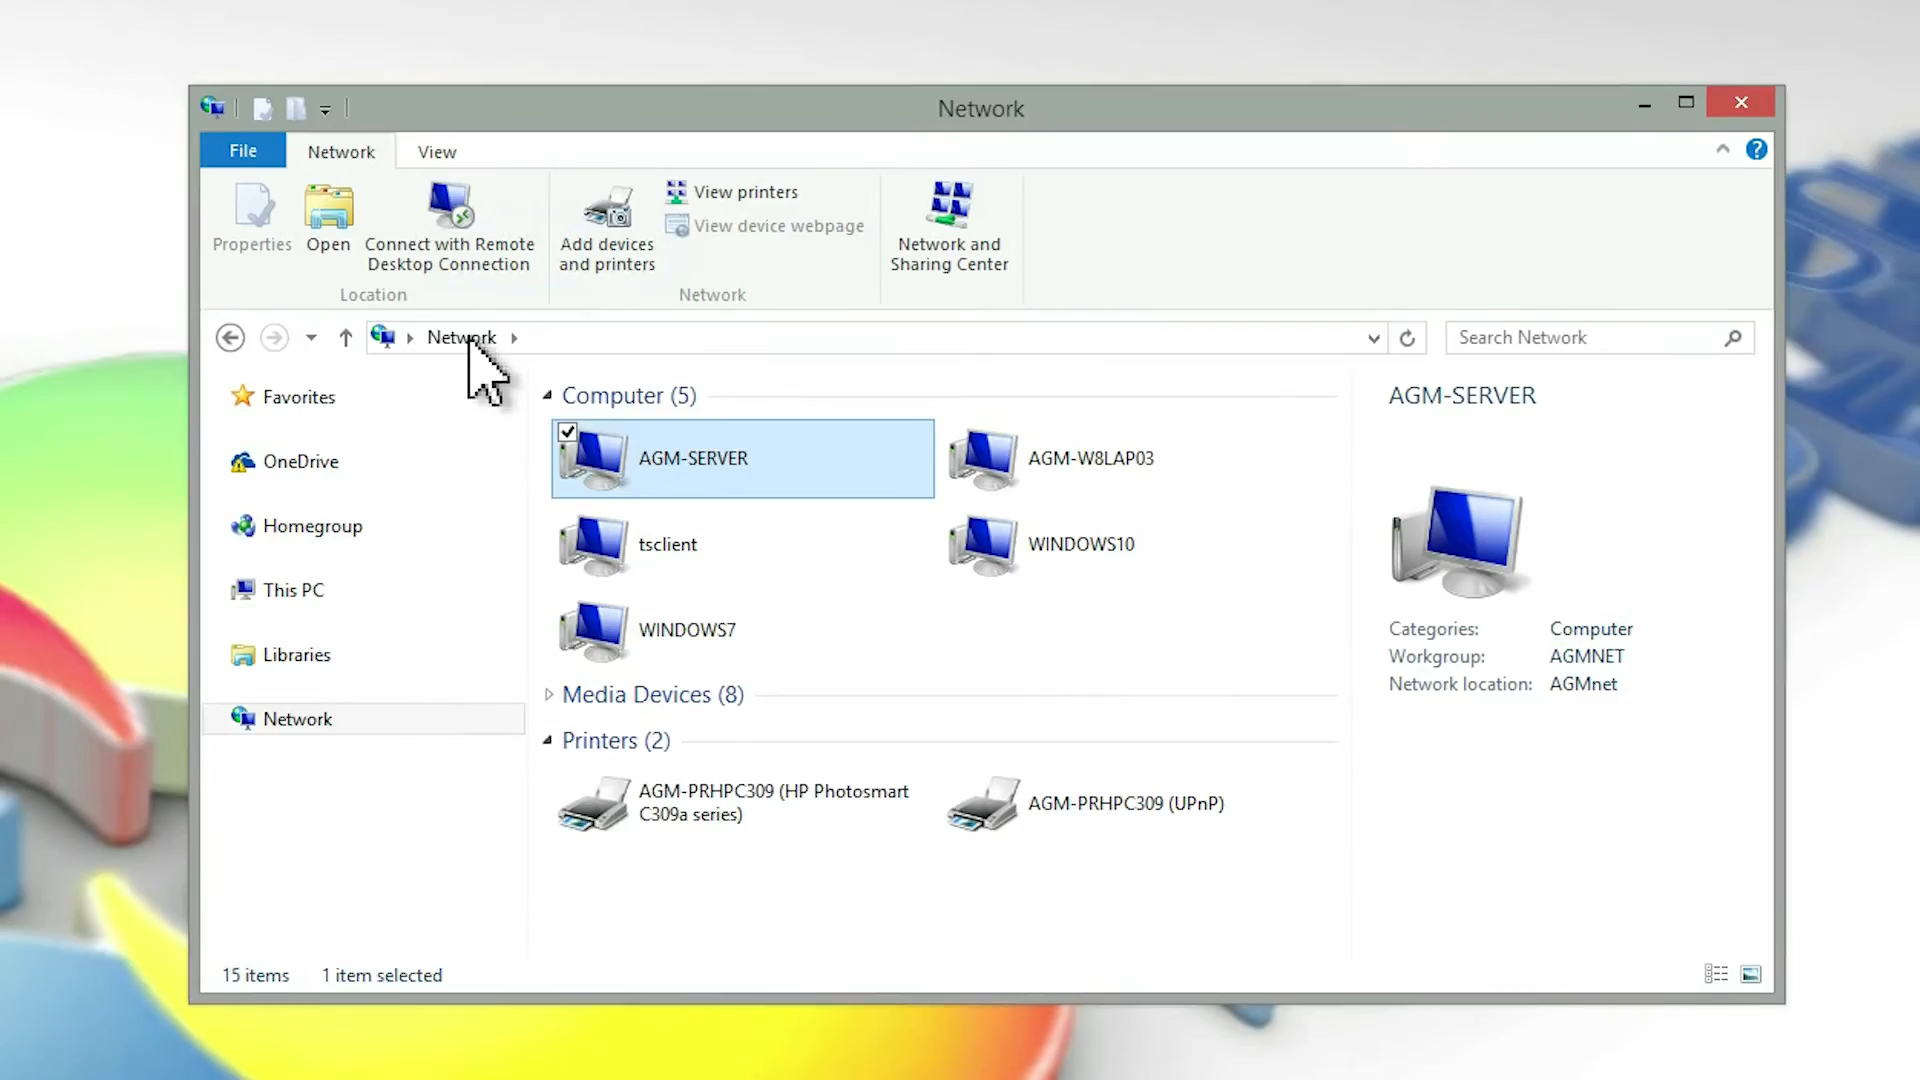 Network
File
Network
View
Properties
Open
Connect with Remote
Desktop Connection
Location
Add devices
and printers
View printers
View device webpage
Network
Network and
Sharing Center
Network
Search Network
Favorites
OneDrive
Homegroup
This PC
Libraries
Network
Computer (5)
AGM-SERVER
AGM-W8LAP03
tsclient
WINDOWS10
WINDOWS7
Media Devices (8)
Printers (2)
AGM-PRHPC309 (HP Photosmart
C309a series)
AGM-PRHPC309 (UPnP)
AGM-SERVER
Categories: Computer
Workgroup: AGMNET
Network location: AGMnet
15 items 1 item selected